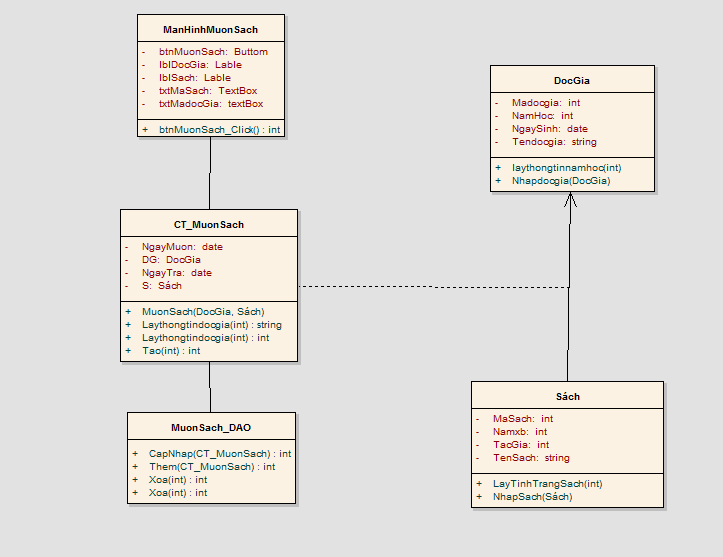 ManHinhMuonSach
- btnMuonSach: Buttom
- lblDocGia: Lable
- lblSach: Lable
- txtMaSach: TextBox
- txtMadocGia: textBox
+ btnMuonSach_Click() : int
DocGia
- Madocgia: int
- NamHoc: int
- NgaySinh: date
- Tendocgia: string
+ laythongtinnamhoc(int)
+ Nhapdocgia(DocGia)
CT_MuonSach
- NgayMuon: date
- DG: DocGia
- NgayTra: date
- S: Sách
+ MuonSach(DocGia, Sách)
+ Laythongtindocgia(int) : string
+ Laythongtindocgia(int) : int
+ Tao(int) : int
MuonSach_DAO
+ CapNhap(CT_MuonSach) : int
+ Them(CT_MuonSach) : int
+ Xoa(int) : int
+ Xoa(int) : int
Sách
- MaSach: int
- Namxb: int
- TacGia: int
- TenSach: string
+ LayTinhTrangSach(int)
+ NhapSach(Sách)